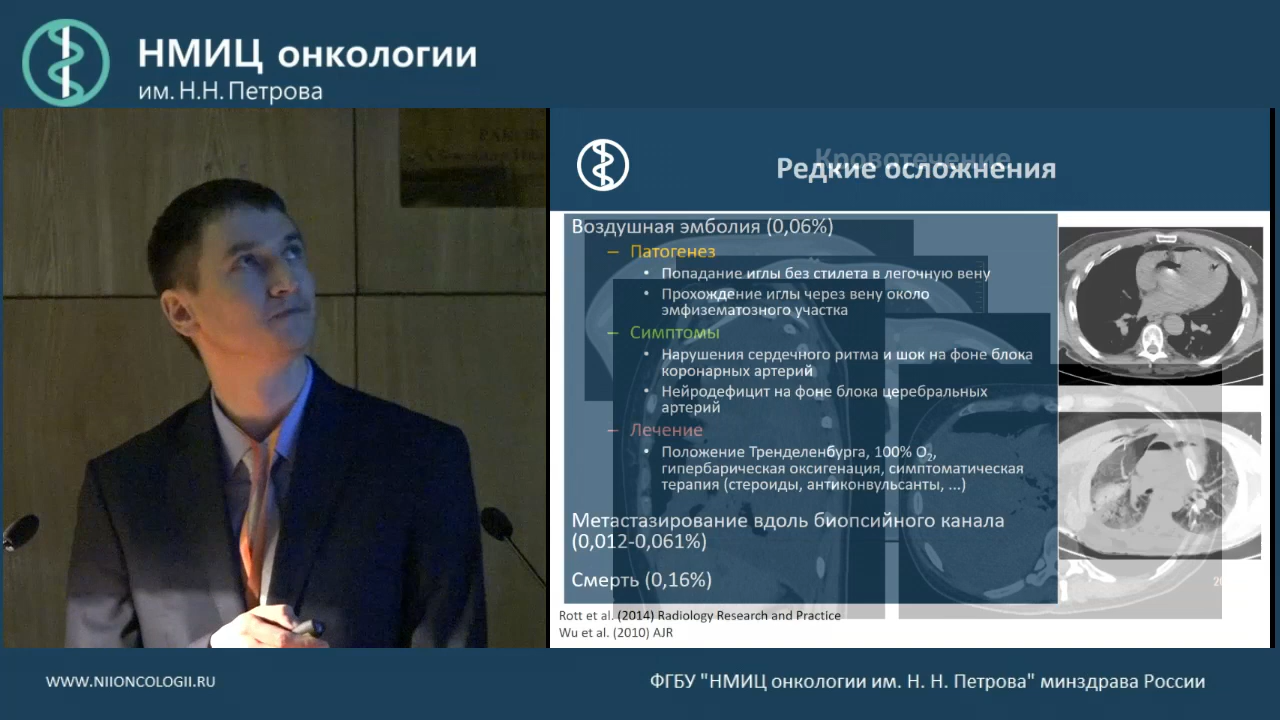 НМИЦ онкологии
им. Н.Н. Петрова
Кровотечение
Редкие осложнения
Воздушная эмболия (0,06%)
– Патогенез
• Попадание иглы без стилета в легочную вену
• Прохождение иглы через вену около
эмфизематозного участка
– Симптомы
• Нарушения сердечного ритма и шок на фоне блока
коронарных артерий
• Нейродефицит на фоне блока церебральных
артерий
– Лечение
• Положение Тренделенбурга, 100% O₂,
гипербарическая оксигенация, симптоматическая
терапия (стероиды, антиконвульсанты, ...)
Метастазирование вдоль биопсийного канала
(0,012-0,061%)
Смерть (0,16%)
Rott et al. (2014) Radiology Research and Practice
Wu et al. (2010) AJR
WWW.NIIONCOLOGII.RU
ФГБУ "НМИЦ онкологии им. Н. Н. Петрова" минздрава России